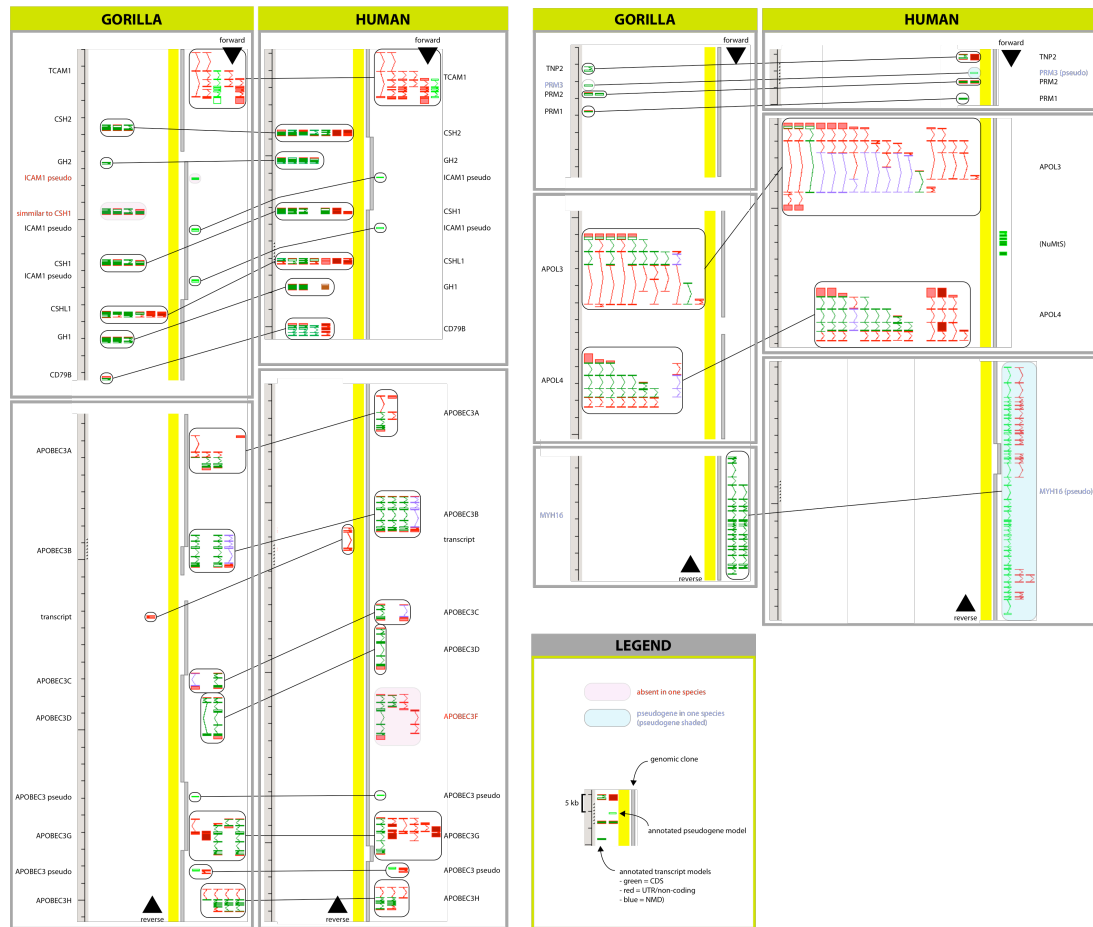 GORILLA
HUMAN
forward
forward
TCAM1
TCAM1
CSH2
CSH2
GH2
GH2
ICAM1 pseudo
ICAM1 pseudo
simmilar to CSH1
CSH1
ICAM1 pseudo
ICAM1 pseudo
CSH1
CSHL1
ICAM1 pseudo
GH1
CSHL1
CD79B
GH1
CD79B
APOBEC3A
APOBEC3A
APOBEC3B
transcript
APOBEC3B
transcript
APOBEC3C
APOBEC3D
APOBEC3C
APOBEC3D
APOBEC3F
APOBEC3 pseudo
APOBEC3 pseudo
APOBEC3G
APOBEC3G
APOBEC3 pseudo
APOBEC3 pseudo
APOBEC3H
APOBEC3H
reverse
reverse
GORILLA
HUMAN
forward
forward
TNP2
TNP2
PRM3
PRM3 (pseudo)
PRM2
PRM2
PRM1
PRM1
APOL3
(NuMtS)
APOL3
APOL4
APOL4
MYH16
MYH16 (pseudo)
reverse
reverse
LEGEND
absent in one species
pseudogene in one species
(pseudogene shaded)
genomic clone
5 kb
annotated pseudogene model
annotated transcript models
- green = CDS
- red = UTR/non-coding
- blue = NMD)